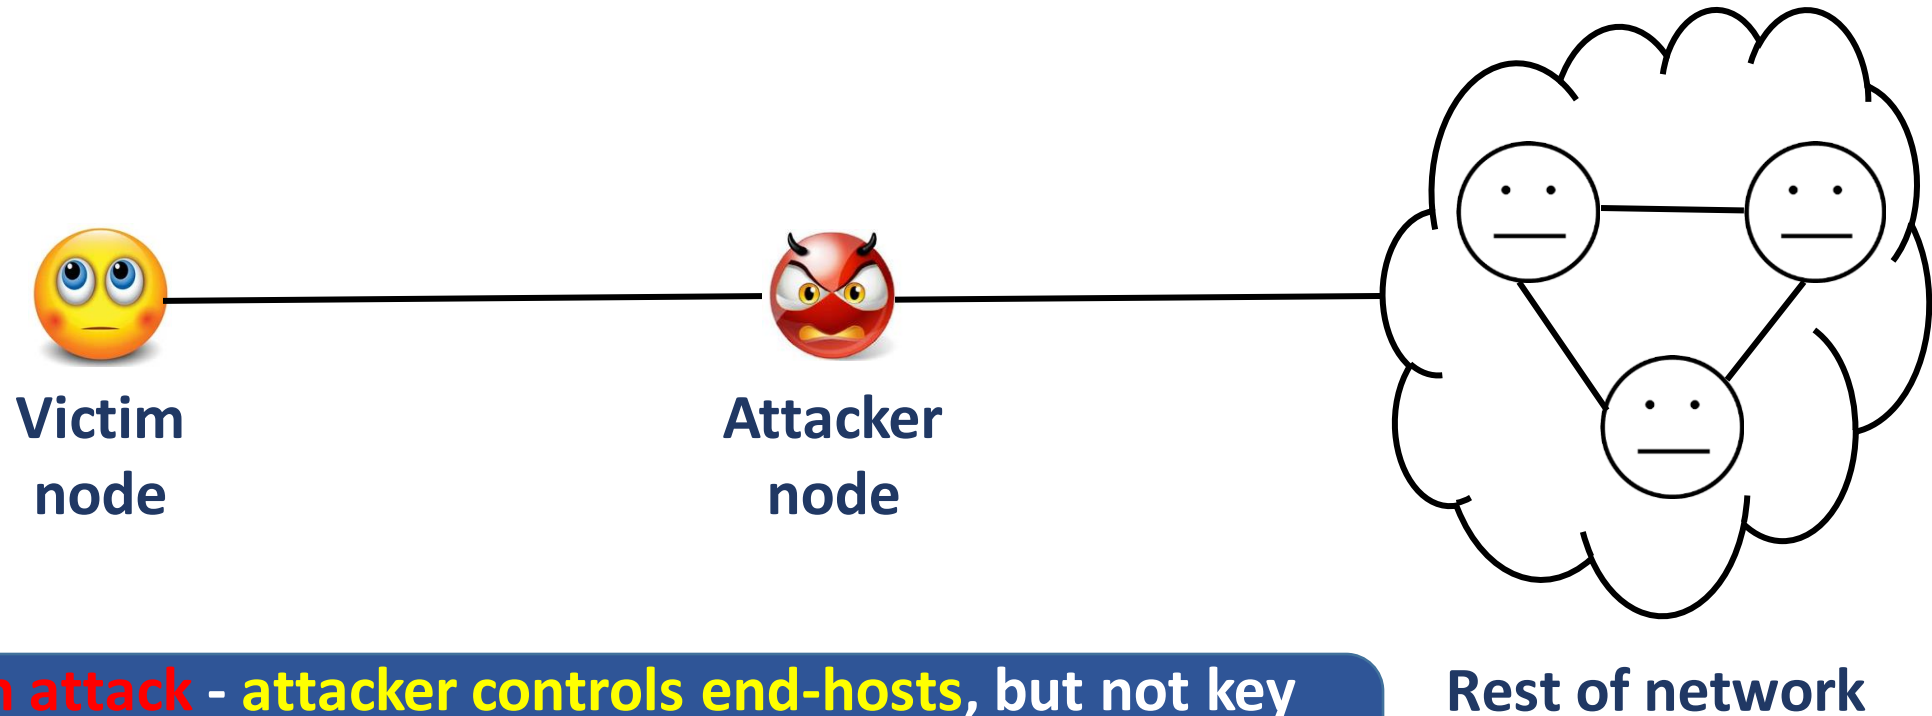 Victim
node
Attacker
node
attack - attacker controls end-hosts, but not key
Rest of network